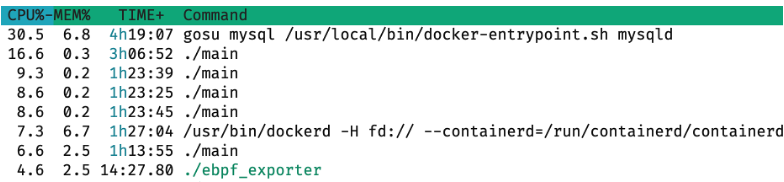 CPU%-MEM% TIME+ Command
30.5 6.8 4h19:07 gosu mysql /usr/local/bin/docker-entrypoint.sh mysqld
16.6 0.3 3h06:52 ./main
9.3 0.2 1h23:39 ./main
8.6 0.2 1h23:25 ./main
8.6 0.2 1h23:45 ./main
7.3 6.7 1h27:04 /usr/bin/dockerd -H fd:// --containerd=/run/containerd/containerd
6.6 2.5 1h13:55 ./main
4.6 2.5 14:27.80 ./ebpf_exporter